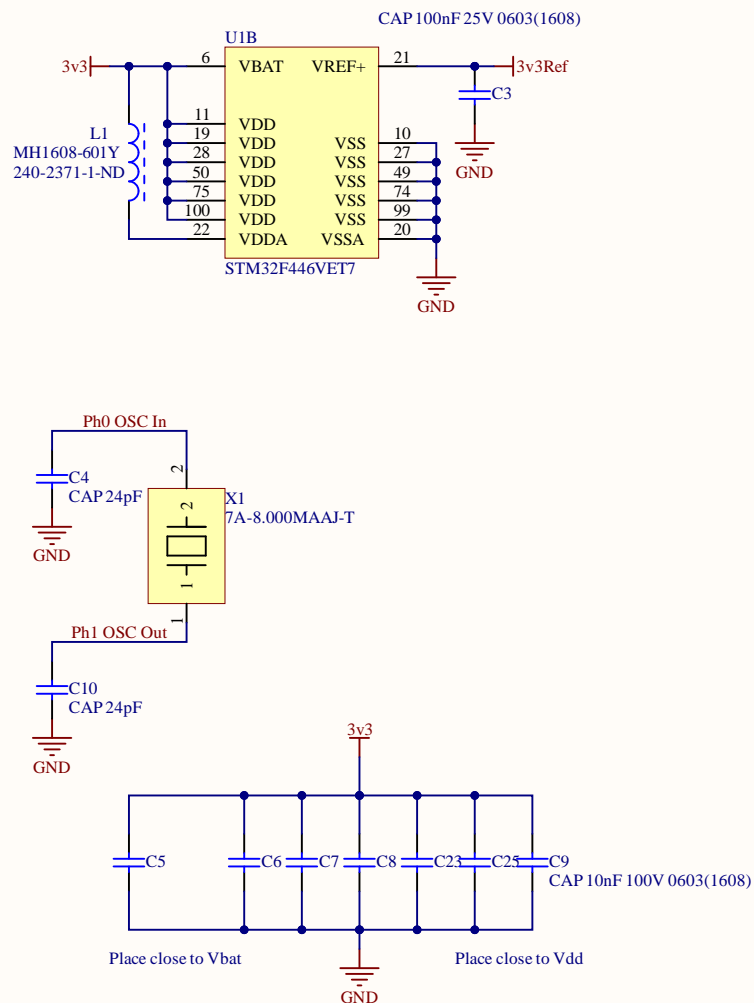 CAP 100nF 25V 0603(1608)
U1B
3v3
6
VBAT
VREF+
21
3v3Ref
C3
GND
L1
MH1608-601Y
240-2371-1-ND
11
VDD
19
VDD
VSS
10
28
VDD
VSS
27
50
VDD
VSS
49
75
VDD
VSS
74
100
VDD
VSS
99
22
VDDA
VSSA
20
STM32F446VET7
GND
Ph0 OSC In
C4
CAP 24pF
GND
2
2
X1
7A-8.000MAAJ-T
1
1
Ph1 OSC Out
C10
CAP 24pF
GND
3v3
C5
C6
C7
C8
C23
C25
C9
CAP 10nF 100V 0603(1608)
Place close to Vbat
Place close to Vdd
GND